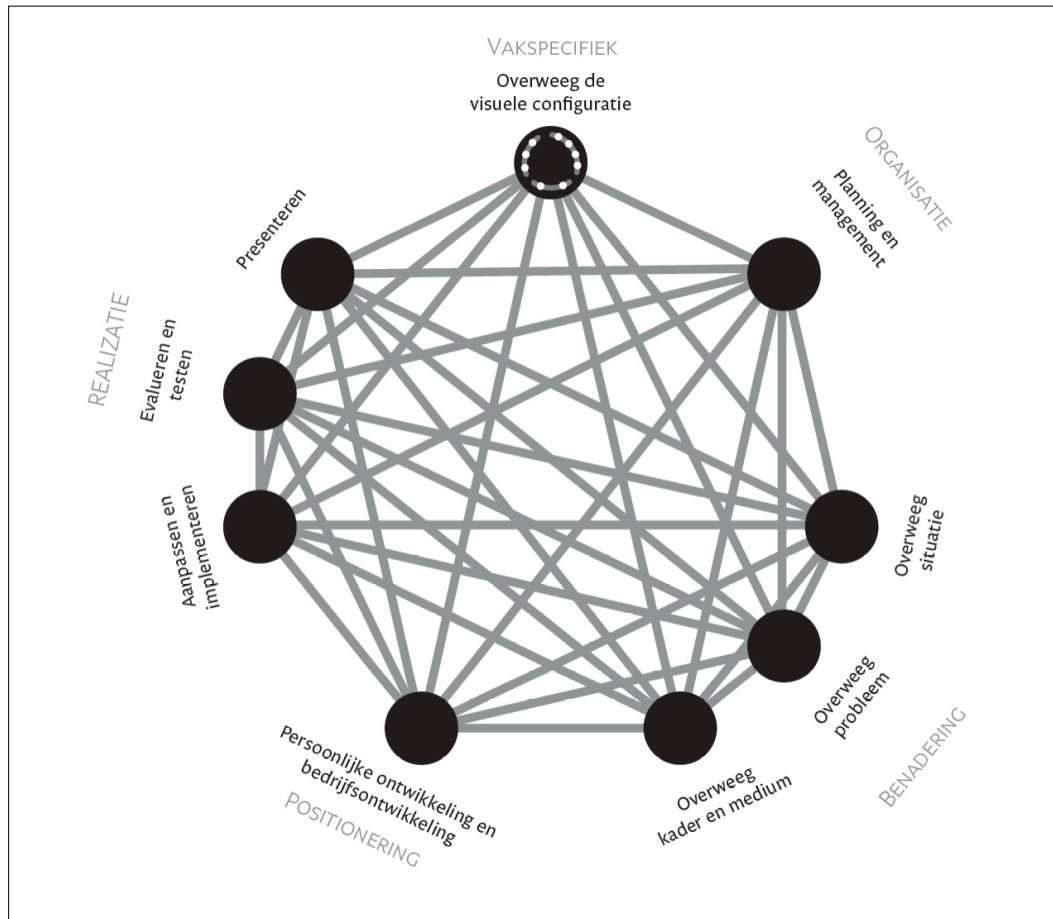 VAKSPECIFIEK
Overweeg de
visuele configuratie
ORGANISATIE
Planning en
management
Presenteren
REALIZATIE
Evalueren en
testen
Aanpassen en
implementeren
Overweeg
situatie
Overweeg
probleem
BENADERING
Overweeg
kader en medium
Persoonlijke ontwikkeling en
bedrijfsontwikkeling
POSITIONERING